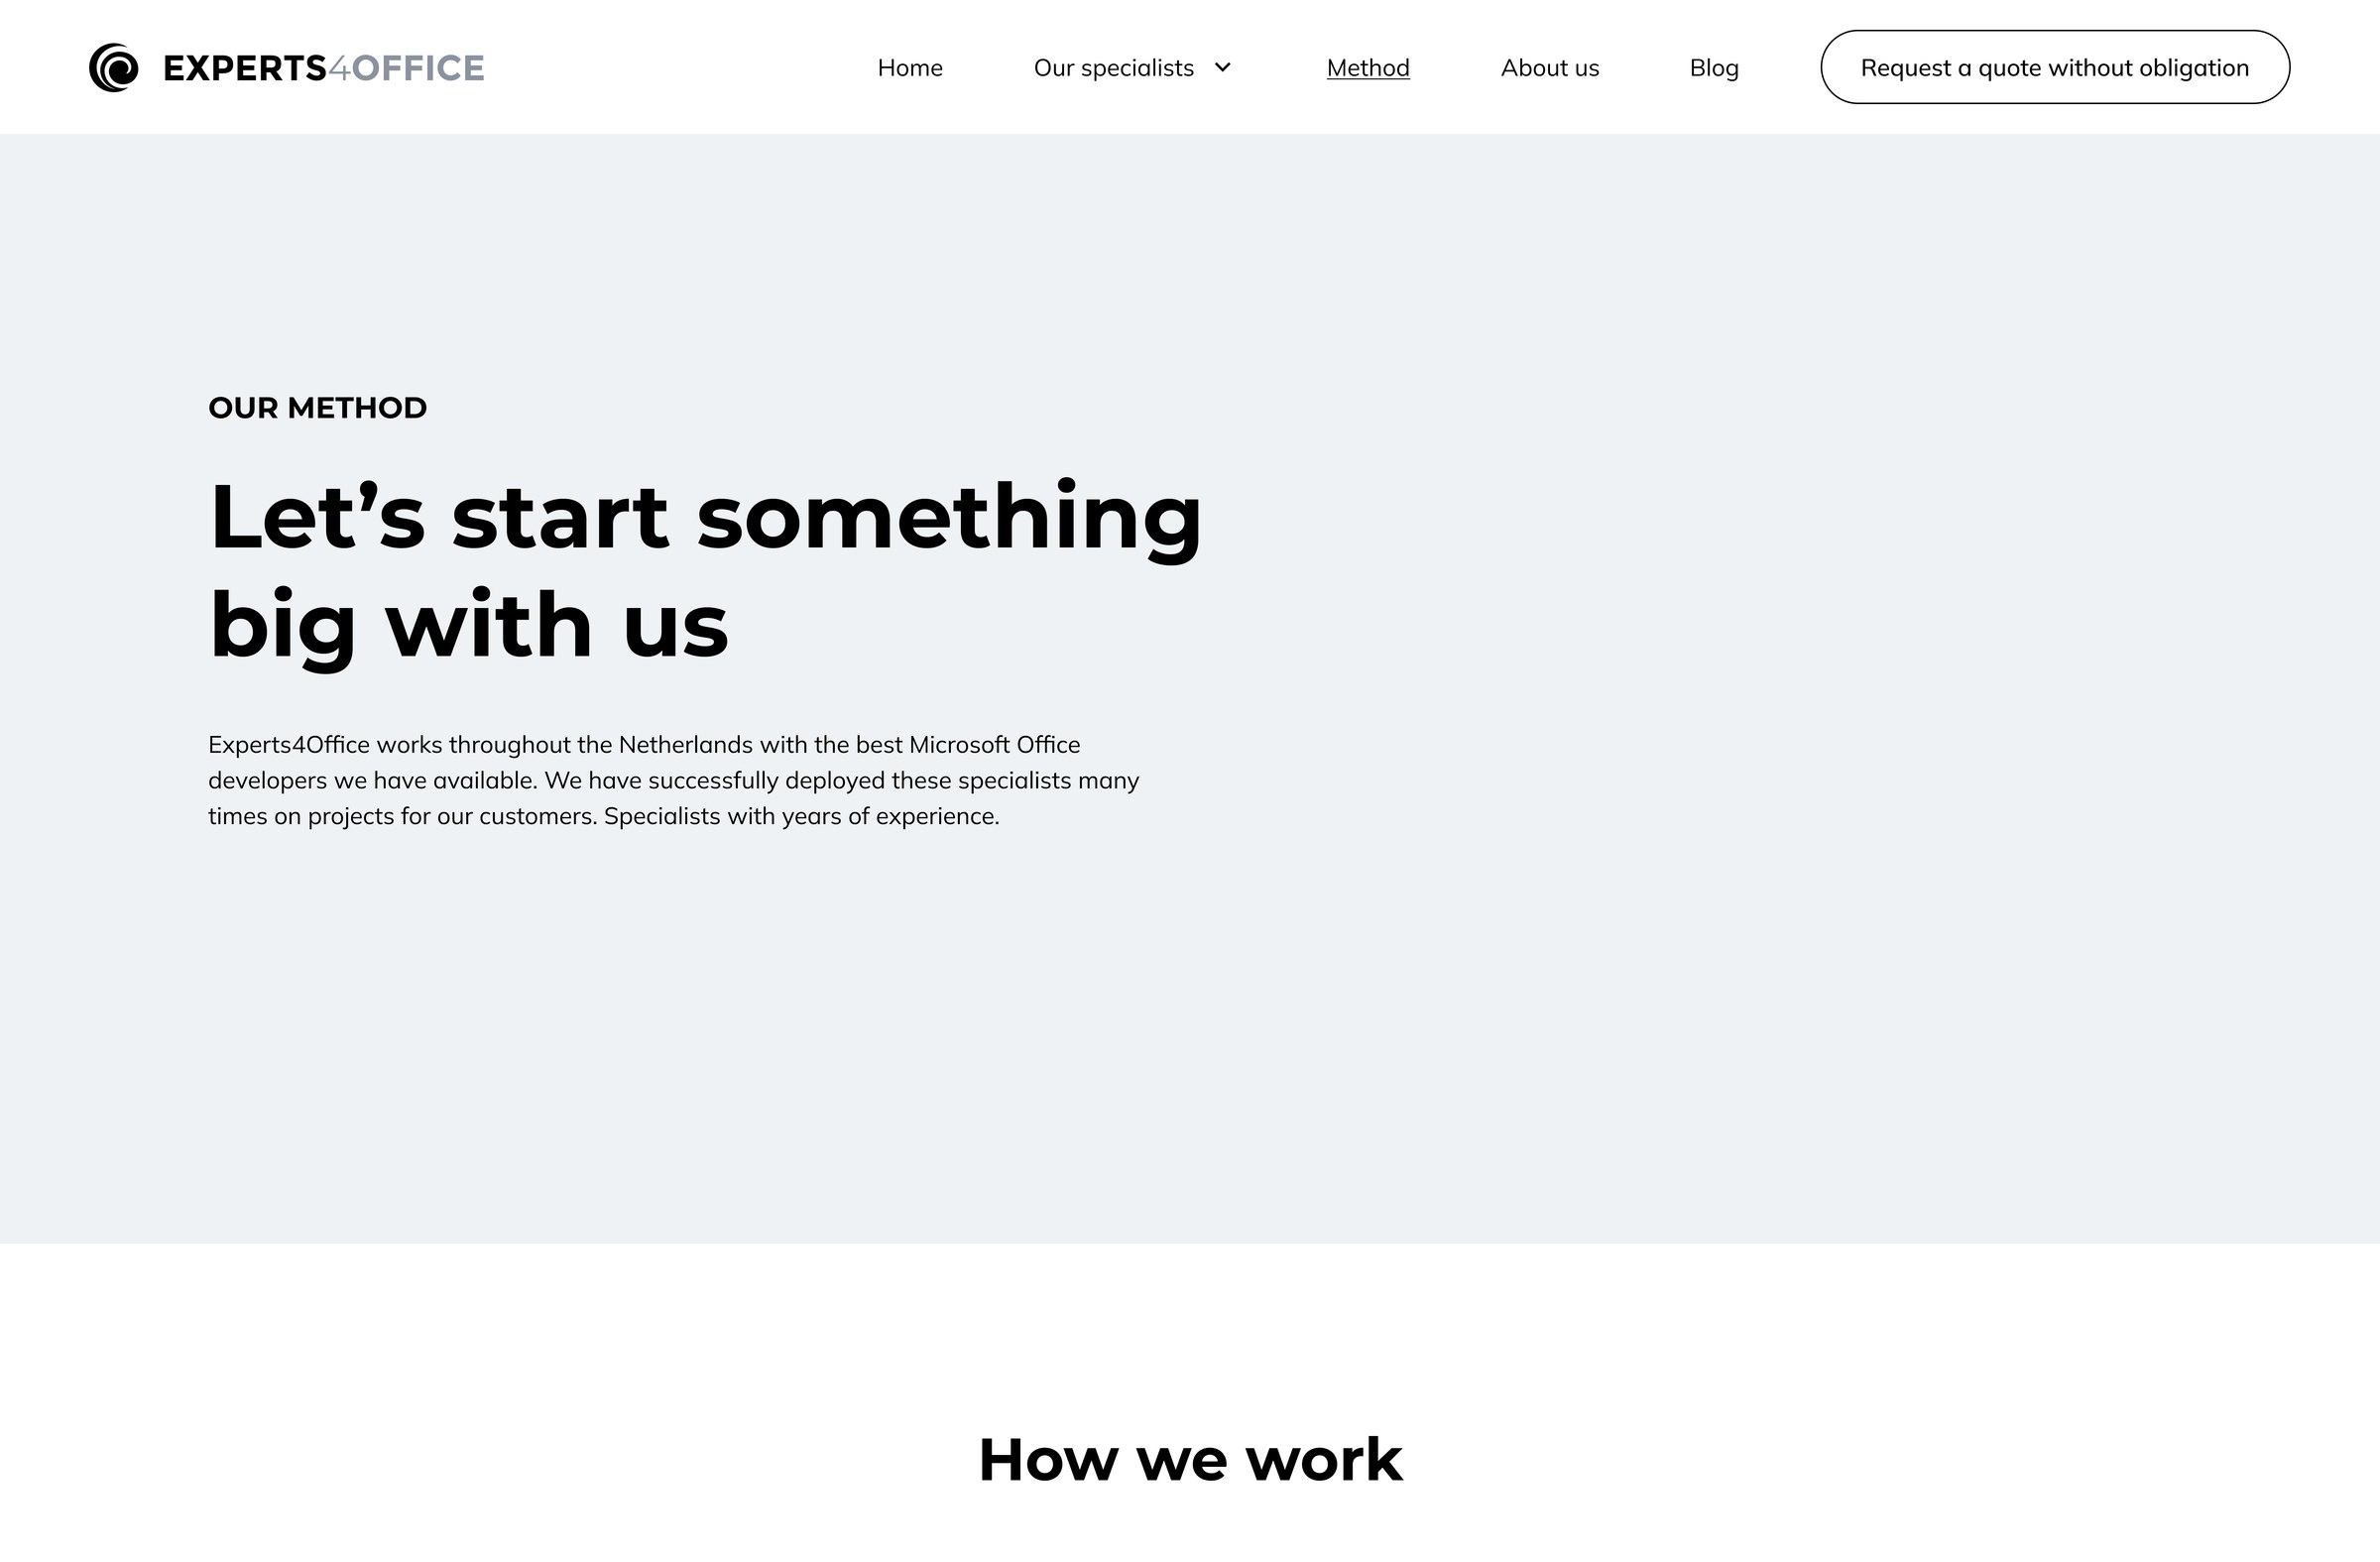 EXPERTS4OFFICE
Home
Our specialists
Method
About us
Blog
Request a quote without obligation
OUR METHOD
Let’s start something
big with us
Experts4Office works throughout the Netherlands with the best Microsoft Office
developers we have available. We have successfully deployed these specialists many
times on projects for our customers. Specialists with years of experience.
How we work